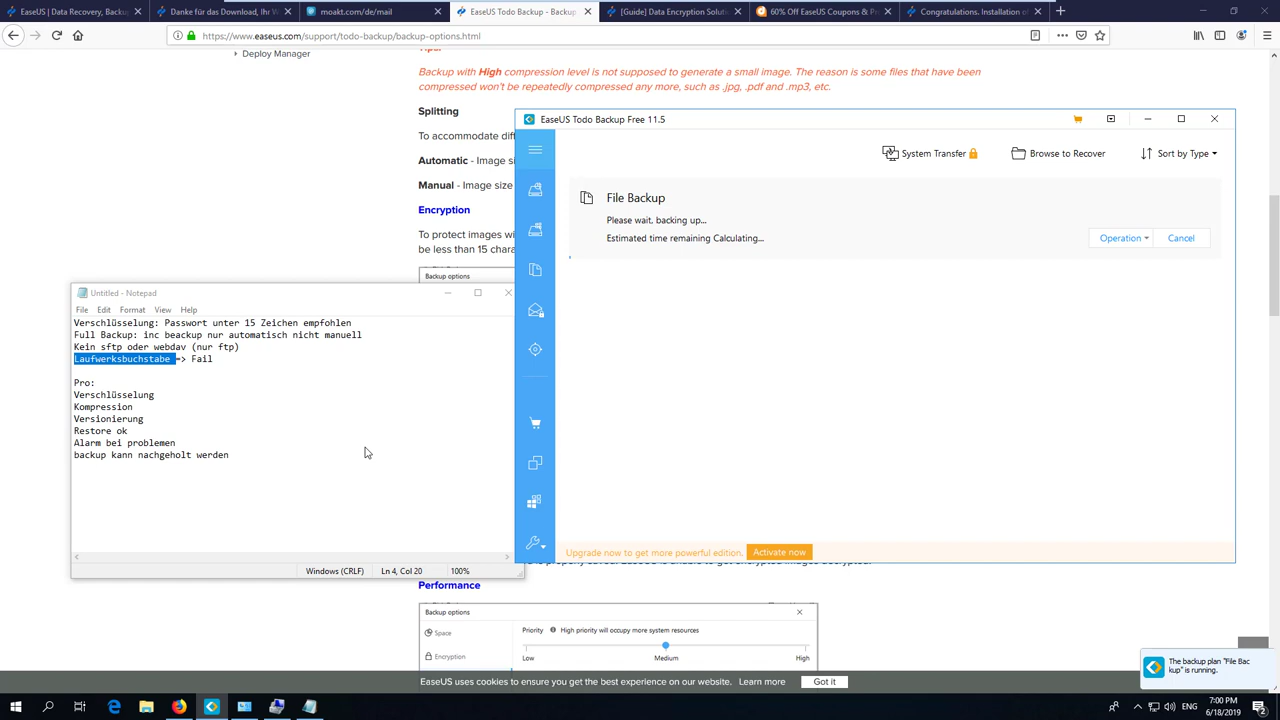 EaseUS | Data Recovery, Backup,
Danke für das Download, Ihr W
moakt.com/de/mail
EaseUS Todo Backup - Backup
[Guide] Data Encryption Soluti
60% Off EaseUS Coupons & Pr
Congratulations. Installation o
https://www.easeus.com/support/todo-backup/backup-options.html
Deploy Manager
Backup with High compression level is not supposed to generate a small image. The reason is some files that have been
compressed won't be repeatedly compressed any more, such as .jpg, .pdf and .mp3, etc.
Splitting
To accommodate diff
Automatic - Image si
Manual - Image size
Encryption
To protect images wi
be less than 15 chara
Backup options
EaseUS Todo Backup Free 11.5
System Transfer
Browse to Recover
Sort by Type
File Backup
Please wait, backing up...
Estimated time remaining Calculating...
Operation
Cancel
Upgrade now to get more powerful edition.
Activate now
Untitled - Notepad
File Edit Format View Help
Verschlüsselung: Passwort unter 15 Zeichen empfohlen
Full Backup: inc beackup nur automatisch nicht manuell
Kein sftp oder webdav (nur ftp)
Laufwerksbuchstabe => Fail
Pro:
Verschlüsselung
Kompression
Versionierung
Restore ok
Alarm bei problemen
backup kann nachgeholt werden
Windows (CRLF)
Ln 4, Col 20
100%
Performance
Backup options
Space
Encryption
Priority
High priority will occupy more system resources
Low
Medium
High
EaseUS uses cookies to ensure you get the best experience on our website. Learn more
Got it
The backup plan "File Bac
kup" is running.
ENG
7:00 PM
6/18/2019
2